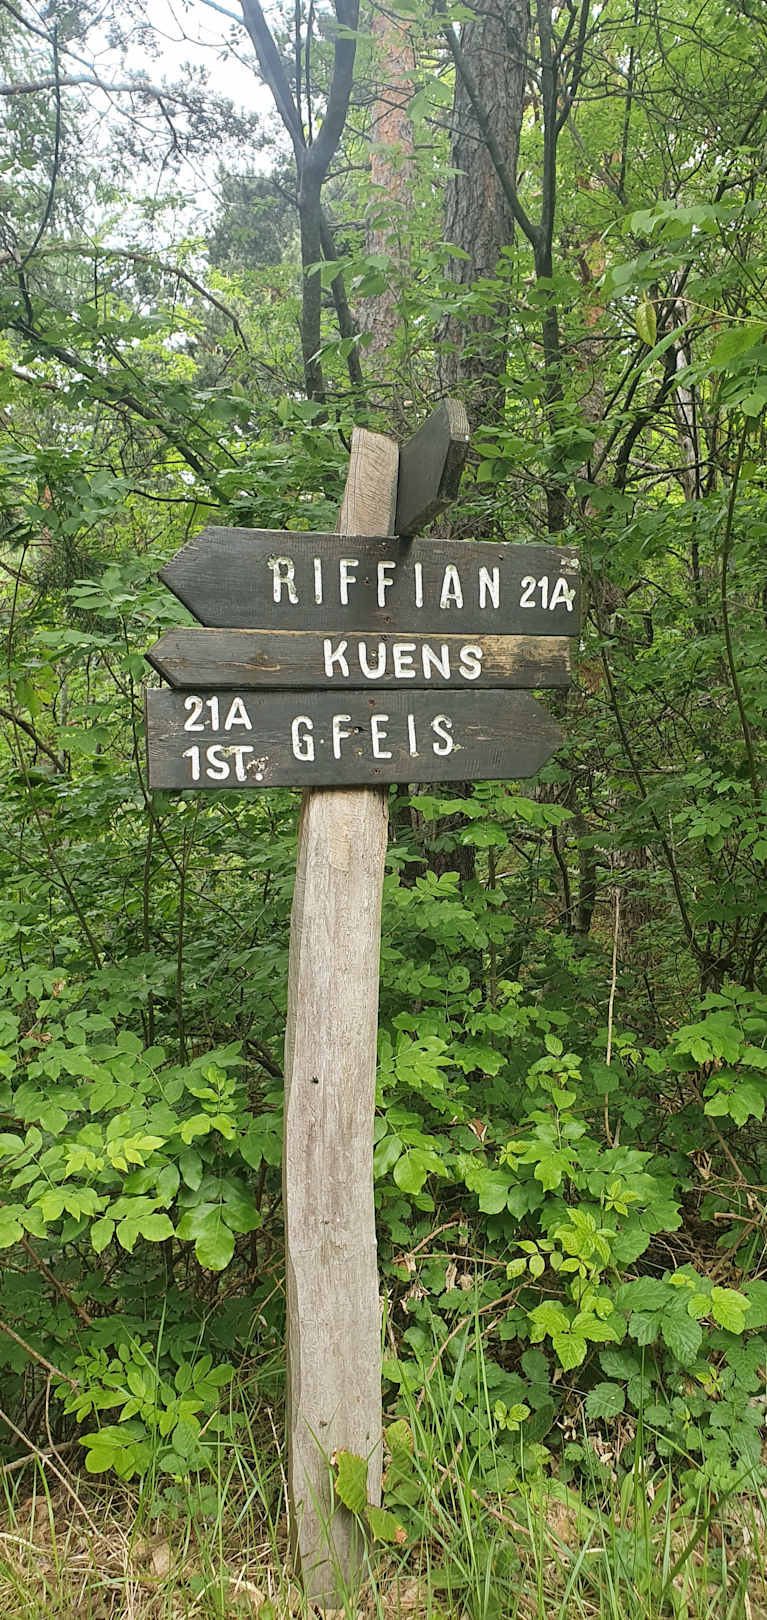 RIFFIAN 21A
KUENS
21A
1ST. GFEIS